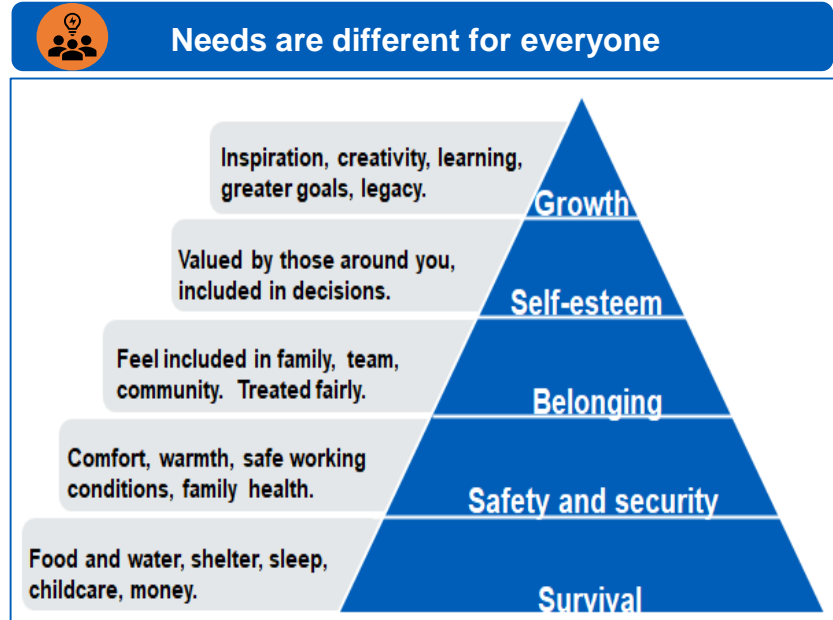 Needs are different for everyone
Inspiration, creativity, learning,
greater goals, legacy.
Growth
Valued by those around you,
included in decisions.
Self-esteem
Feel included in family, team,
community. Treated fairly.
Belonging
Comfort, warmth, safe working
conditions, family health.
Safety and security
Food and water, shelter, sleep,
childcare, money.
Survival